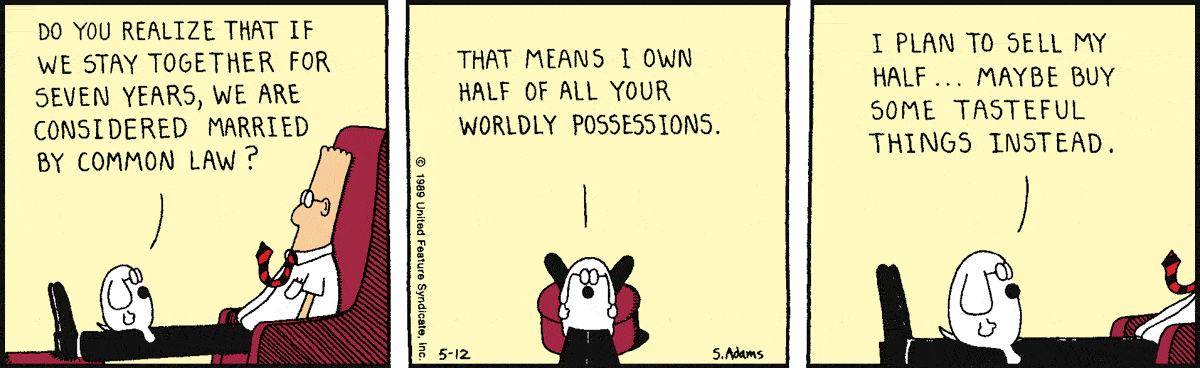 DO YOU REALIZE THAT IF
WE STAY TOGETHER FOR
SEVEN YEARS, WE ARE
CONSIDERED MARRIED
BY COMMON LAW?
THAT MEANS I OWN
HALF OF ALL YOUR
WORLDLY POSSESSIONS.
© 1989 United Feature Syndicate, Inc.
5-12
S. Adams
I PLAN TO SELL MY
HALF... MAYBE BUY
SOME TASTEFUL
THINGS INSTEAD.